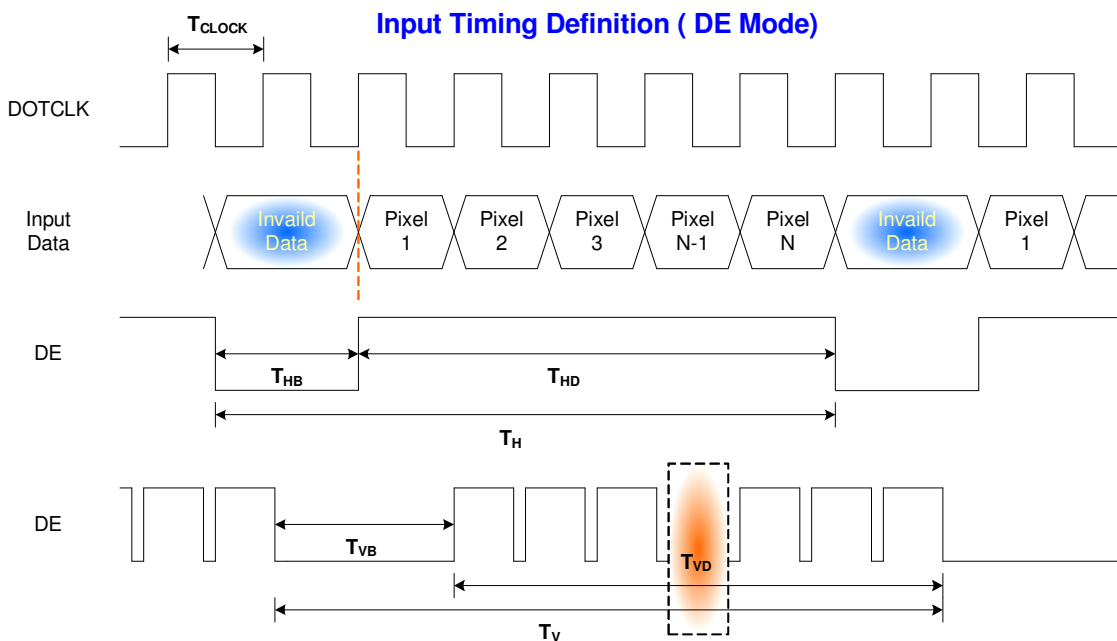 Input Timing Definition ( DE Mode)
TCLOCK
DOTCLK
Input
Data
Invaild
Data
Pixel
1
Pixel
2
Pixel
3
Pixel
N-1
Pixel
N
Invaild
Data
Pixel
1
DE
THB
THD
TH
DE
TVB
TVD
TV